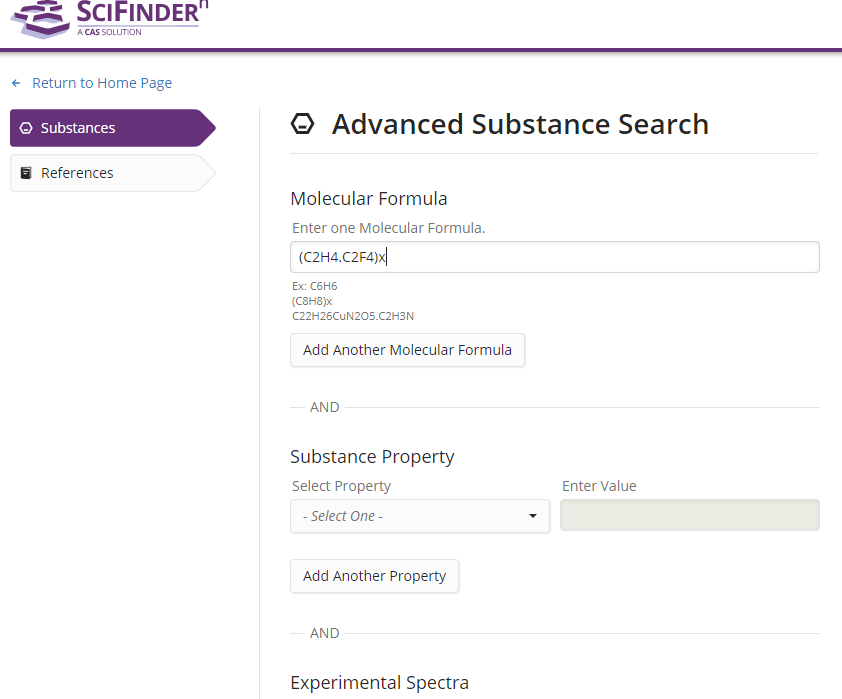 SCIFINDERⁿ
A CAS SOLUTION
← Return to Home Page
Substances
References
Advanced Substance Search
Molecular Formula
Enter one Molecular Formula.
(C2H4.C2F4)x
Ex: C6H6
(C8H8)x
C22H26CuN2O5.C2H3N
Add Another Molecular Formula
AND
Substance Property
Select Property Enter Value
- Select One -
Add Another Property
AND
Experimental Spectra